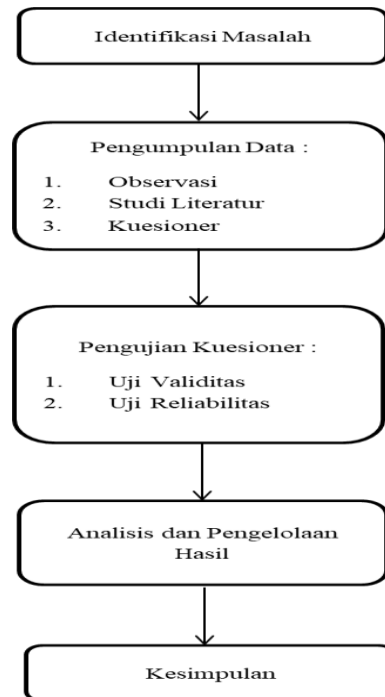 Identifikasi Masalah
Pengumpulan Data :
1. Observasi
2. Studi Literatur
3. Kuesioner
Pengujian Kuesioner :
1. Uji Validitas
2. Uji Reliabilitas
Analisis dan Pengelolaan
Hasil
Kesimpulan